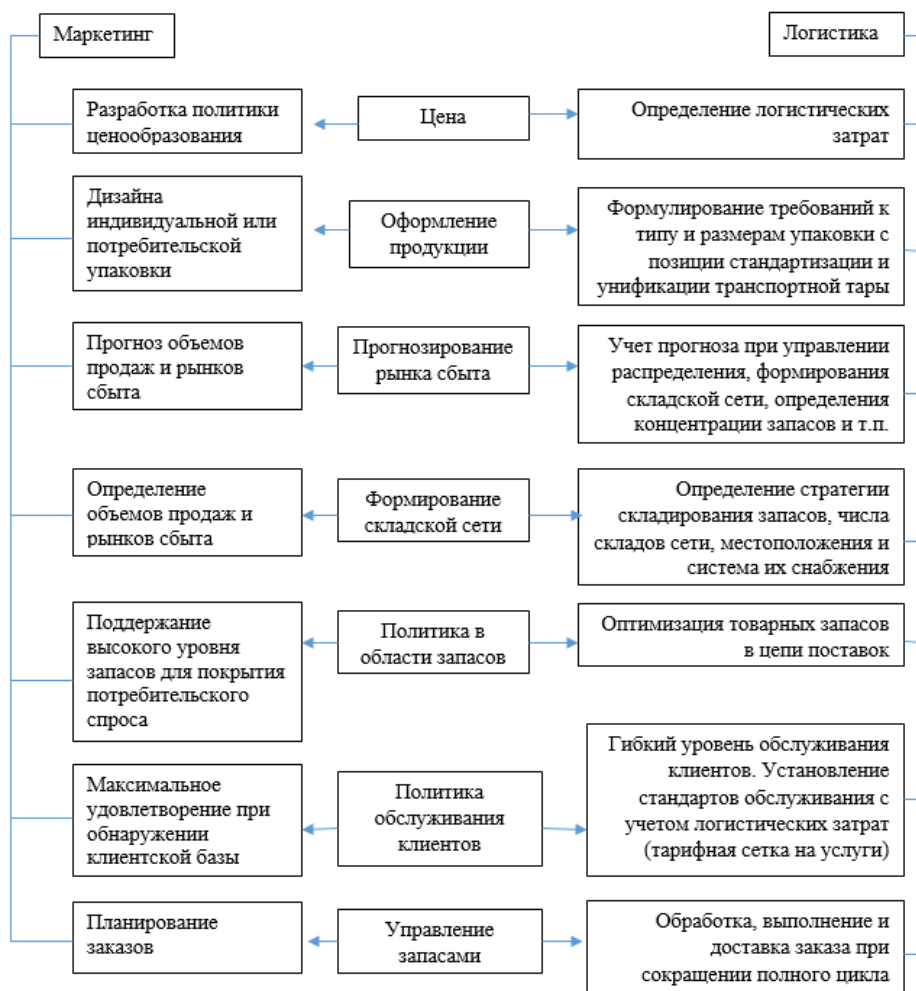 Маркетинг
Логистика
Разработка политики
ценообразования
Цена
Определение логистических
затрат
Дизайна
индивидуальной или
потребительской
упаковки
Оформление
продукции
Формулирование требований к
типу и размерам упаковки с
позиции стандартизации и
унификации транспортной тары
Прогноз объемов
продаж и рынков
сбыта
Прогнозирование
рынка сбыта
Учет прогноза при управлении
распределения, формирования
складской сети, определения
концентрации запасов и т.п.
Определение
объемов продаж и
рынков сбыта
Формирование
складской сети
Определение стратегии
складирования запасов, числа
складов сети, местоположения и
система их снабжения
Поддержание
высокого уровня
запасов для покрытия
потребительского
спроса
Политика в
области запасов
Оптимизация товарных запасов
в цепи поставок
Максимальное
удовлетворение при
обнаружении
клиентской базы
Политика
обслуживания
клиентов
Гибкий уровень обслуживания
клиентов. Установление
стандартов обслуживания с
учетом логистических затрат
(тарифная сетка на услуги)
Планирование
заказов
Управление
запасами
Обработка, выполнение и
доставка заказа при
сокращении полного цикла